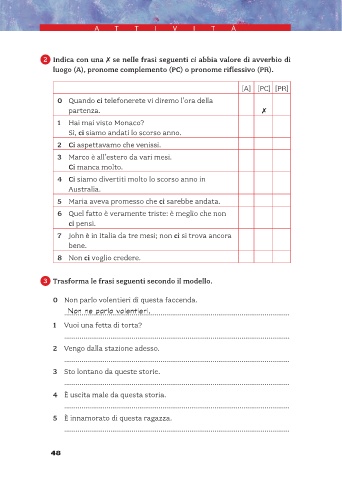 ATTIVITÀ
2 Indica con una ✗ se nelle frasi seguenti ci abbia valore di avverbio di
luogo (A), pronome complemento (PC) o pronome riflessivo (PR).
[A] [PC] [PR]
0 Quando ci telefonerete vi diremo l'ora della
partenza. ✗
1 Hai mai visto Monaco?
Sì, ci siamo andati lo scorso anno.
2 Ci aspettavamo che venissi.
3 Marco è all'estero da vari mesi.
Ci manca molto.
4 Ci siamo divertiti molto lo scorso anno in
Australia.
5 Maria aveva promesso che ci sarebbe andata.
6 Quel fatto è veramente triste: è meglio che non
ci pensi.
7 John è in Italia da tre mesi; non ci si trova ancora
bene.
8 Non ci voglio credere.
3 Trasforma le frasi seguenti secondo il modello.
0 Non parlo volentieri di questa faccenda.
Non ne parlo volentieri.
1 Vuoi una fetta di torta?
2 Vengo dalla stazione adesso.
3 Sto lontano da queste storie.
4 È uscita male da questa storia.
5 È innamorato di questa ragazza.
48